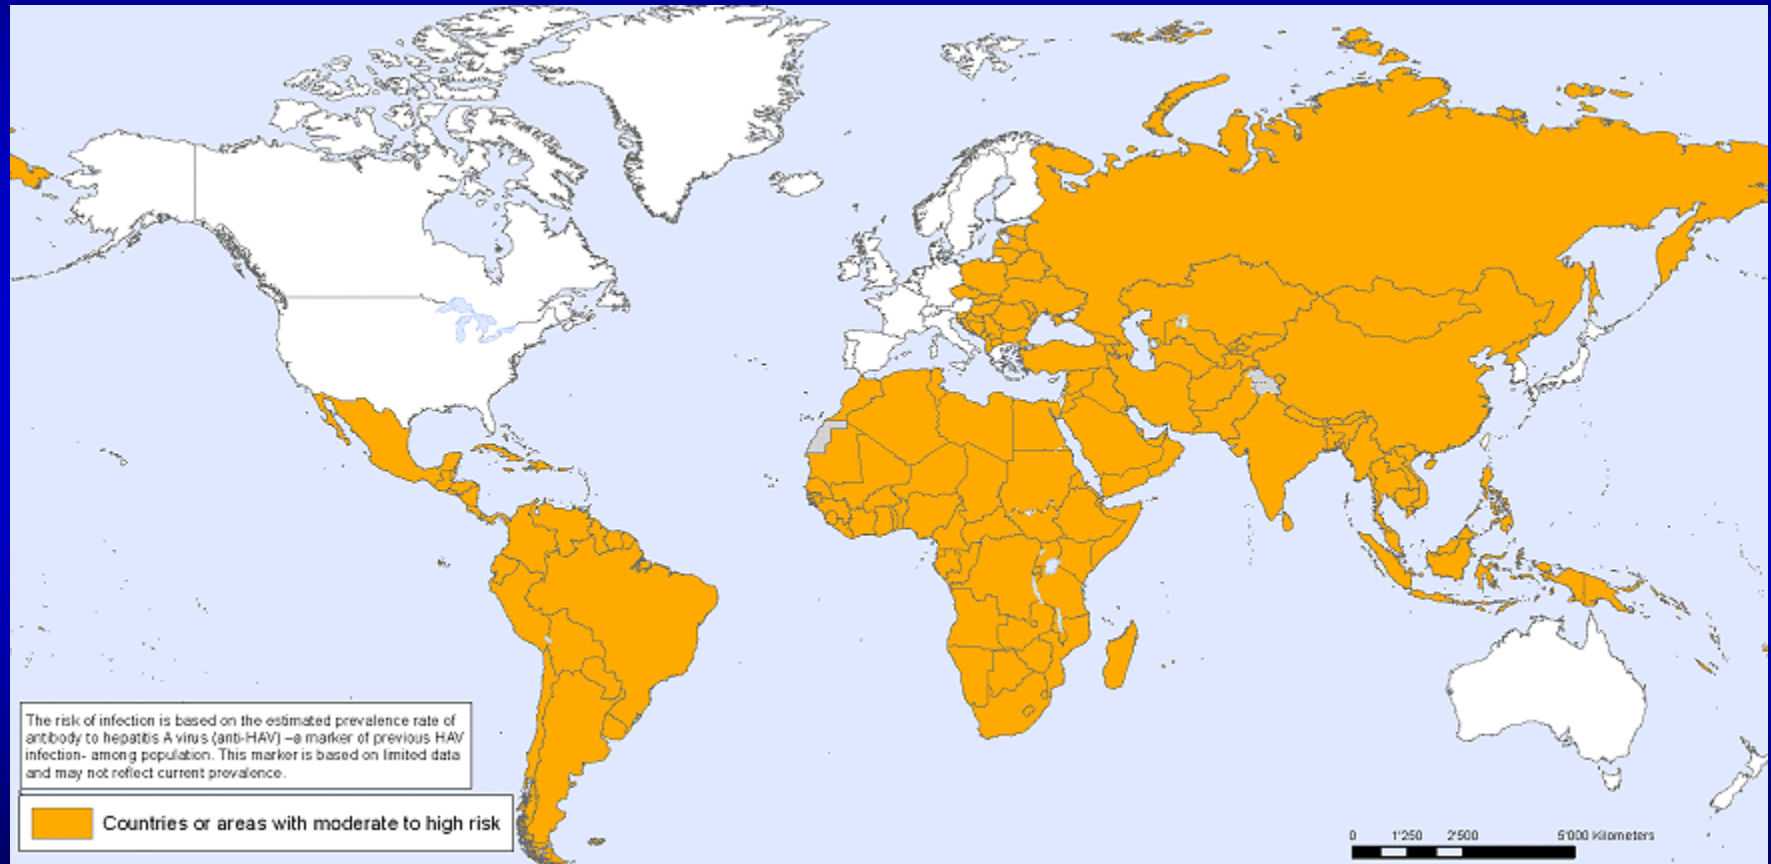 The risk of infection is based on the estimated prevalence rate of
antibody to hepatitis A virus (anti-HAV) –a marker of previous HAV
infection- among population. This marker is based on limited data
and may not reflect current prevalence.
Countries or areas with moderate to high risk
0 1'250 2'500 5'000 Kilometers